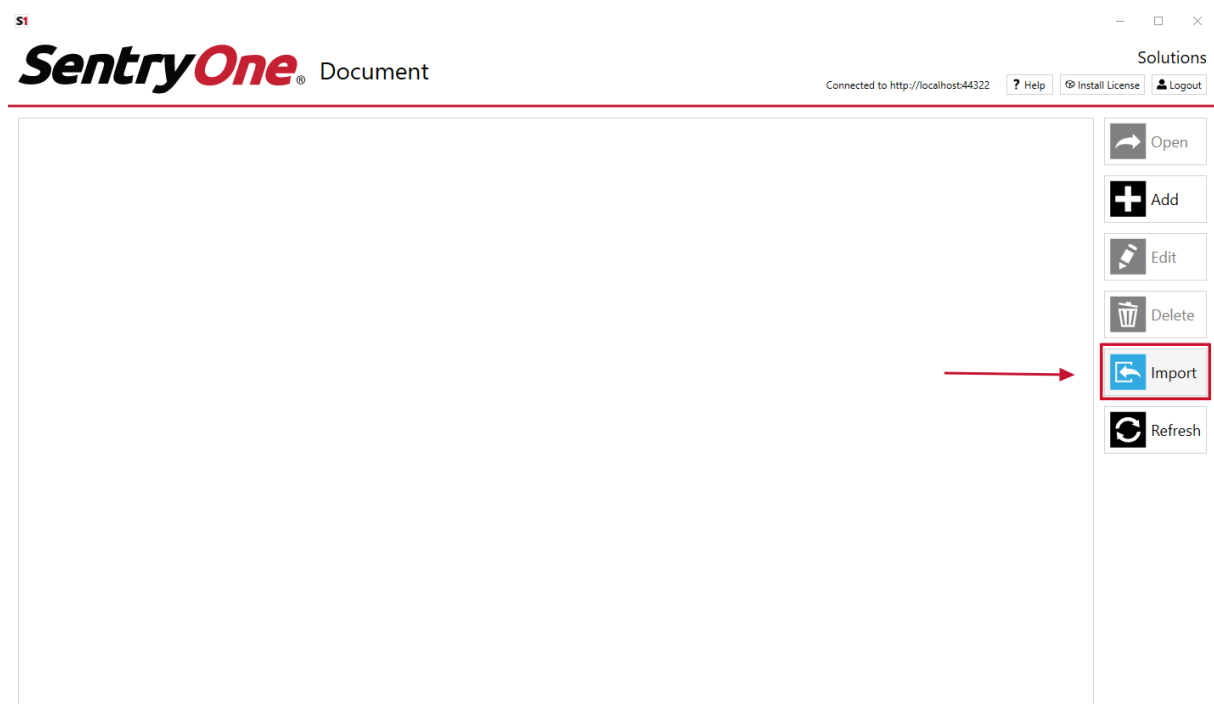 S1
SentryOne® Document
Solutions
Connected to http://localhost:44322 ? Help Install License Logout
Open
Add
Edit
Delete
Import
Refresh